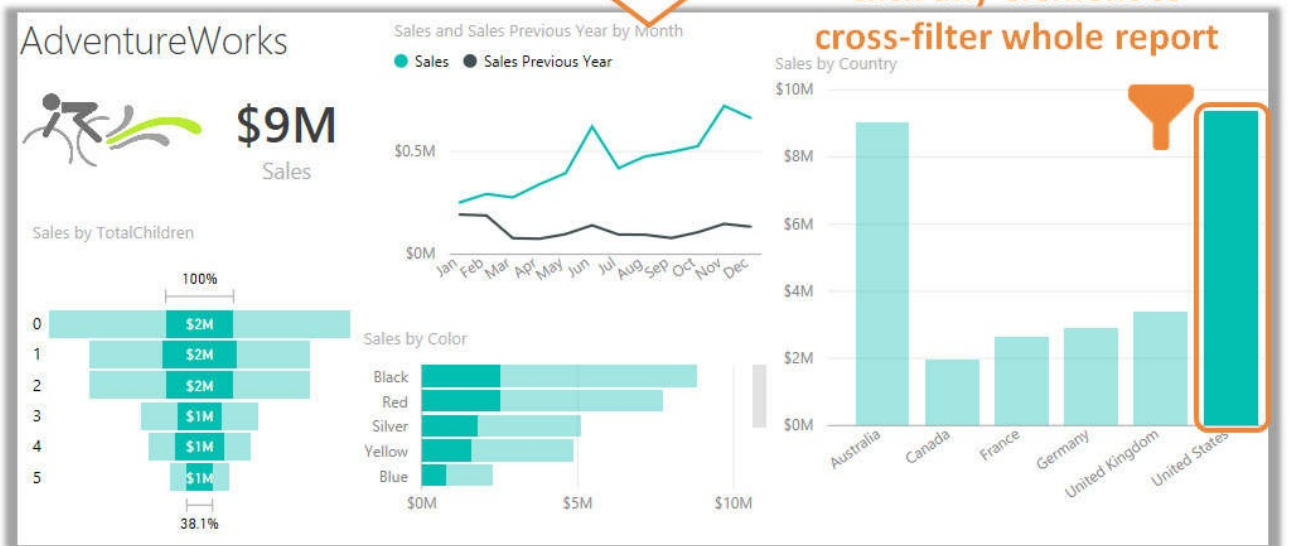 cross-filter whole report
AdventureWorks
$9M
Sales
Sales and Sales Previous Year by Month
Sales Sales Previous Year
$0.5M
$0M
Jan Feb Mar Apr May Jun Jul Aug Sep Oct Nov Dec
Sales by Country
$10M
$8M
$6M
$4M
$2M
$0M
Australia Canada France Germany United Kingdom United States
Sales by TotalChildren
100%
0 $2M
1 $2M
2 $2M
3 $1M
4 $1M
5 $1M
38.1%
Sales by Color
Black
Red
Silver
Yellow
Blue
$0M $5M $10M